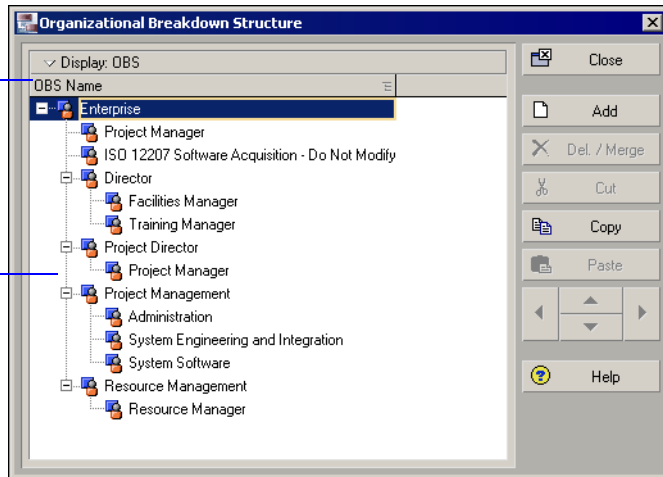 Organizational Breakdown Structure
Display: OBS
OBS Name
Enterprise
Project Manager
ISO 12207 Software Acquisition - Do Not Modify
Director
Facilities Manager
Training Manager
Project Director
Project Manager
Project Management
Administration
System Engineering and Integration
System Software
Resource Management
Resource Manager
Close
Add
Del. / Merge
Cut
Copy
Paste
Help